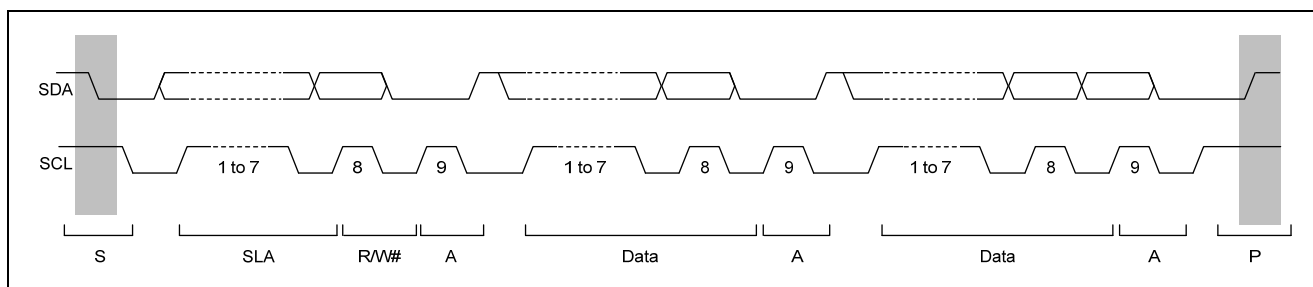 SDA
SCL 1 to 7 8 9 1 to 7 8 9 1 to 7 8 9
S SLA R/W# A Data A Data A P